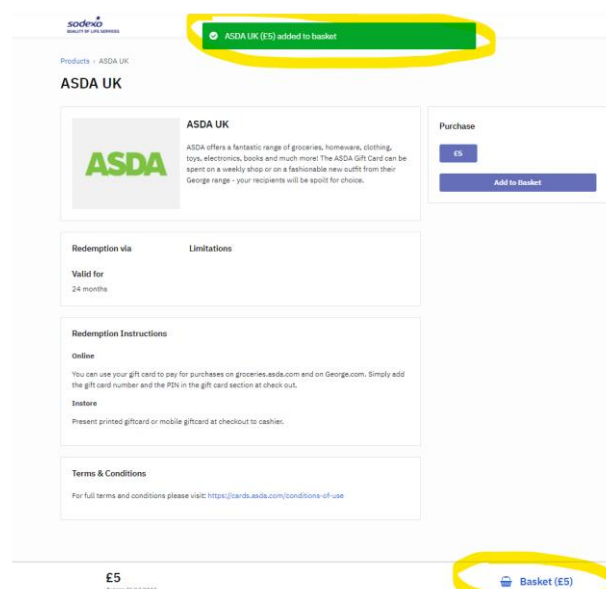 sodexo
QUALITY OF LIFE SERVICES
ASDA UK (£5) added to basket
Products › ASDA UK
ASDA UK
ASDA
ASDA UK
ASDA offers a fantastic range of groceries, homeware, clothing,
toys, electronics, books and much more! The ASDA Gift Card can be
spent on a weekly shop or on a fashionable new outfit from their
George range - your recipients will be spoilt for choice.
Purchase
£5
Add to Basket
Redemption via
Limitations
Valid for
24 months
Redemption Instructions
Online
You can use your gift card to pay for purchases on groceries.asda.com and on George.com. Simply add
the gift card number and the PIN in the gift card section at check out.
Instore
Present printed giftcard or mobile giftcard at checkout to cashier.
Terms & Conditions
For full terms and conditions please visit: https://cards.asda.com/conditions-of-use
£5
Basket (£5)